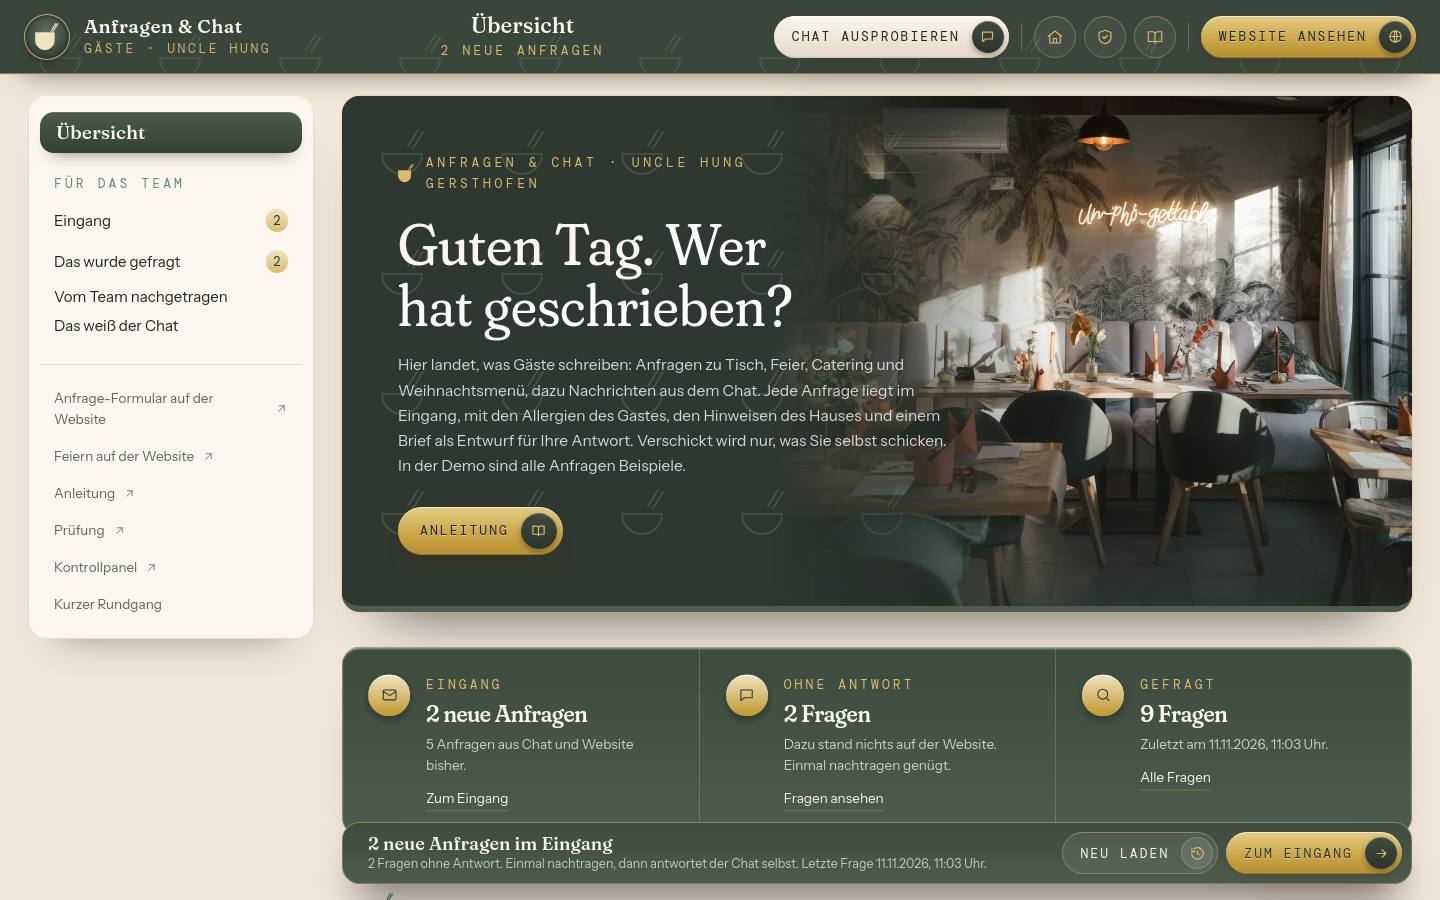 Anfragen & Chat
GÄSTE · UNCLE HUNG
Übersicht
2 NEUE ANFRAGEN
CHAT AUSPROBIEREN
WEBSITE ANSEHEN
Übersicht
FÜR DAS TEAM
Eingang 2
Das wurde gefragt 2
Vom Team nachgetragen
Das weiß der Chat
Anfrage-Formular auf der
Website
Feiern auf der Website
Anleitung
Prüfung
Kontrollpanel
Kurzer Rundgang
ANFRAGEN & CHAT · UNCLE HUNG
GERSTHOFEN
Guten Tag. Wer
hat geschrieben?
Hier landet, was Gäste schreiben: Anfragen zu Tisch, Feier, Catering und
Weihnachtsmenü, dazu Nachrichten aus dem Chat. Jede Anfrage liegt im
Eingang, mit den Allergien des Gastes, den Hinweisen des Hauses und einem
Brief als Entwurf für Ihre Antwort. Verschickt wird nur, was Sie selbst schicken.
In der Demo sind alle Anfragen Beispiele.
ANLEITUNG
Un-phở-gettable
EINGANG
2 neue Anfragen
5 Anfragen aus Chat und Website
bisher.
Zum Eingang
OHNE ANTWORT
2 Fragen
Dazu stand nichts auf der Website.
Einmal nachtragen genügt.
Fragen ansehen
GEFRAGT
9 Fragen
Zuletzt am 11.11.2026, 11:03 Uhr.
Alle Fragen
2 neue Anfragen im Eingang
2 Fragen ohne Antwort. Einmal nachtragen, dann antwortet der Chat selbst. Letzte Frage 11.11.2026, 11:03 Uhr.
NEU LADEN
ZUM EINGANG